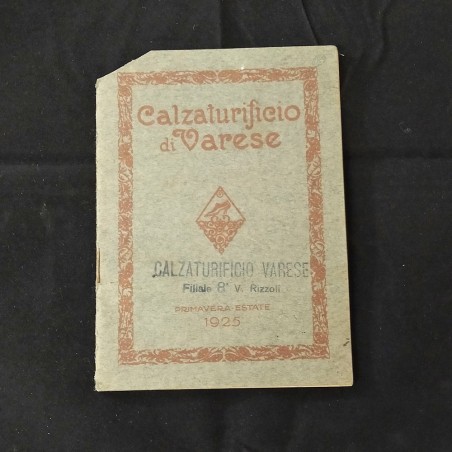 Calzaturificio
di Varese
CALZATURIFICIO VARESE
Filiale 8ª V. Rizzoli
PRIMAVERA-ESTATE
1925